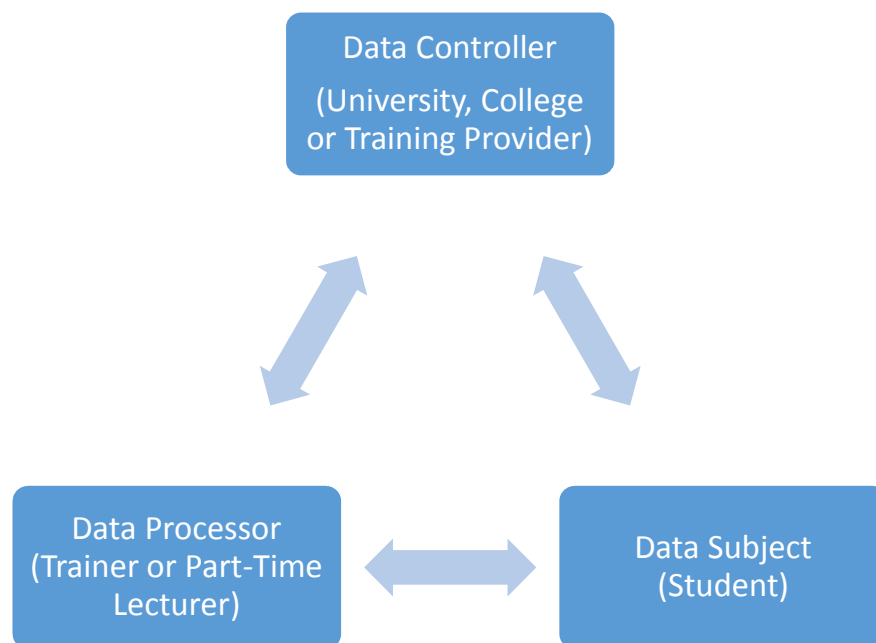 Data Controller
(University, College
or Training Provider)
Data Processor
(Trainer or Part-Time
Lecturer)
Data Subject
(Student)